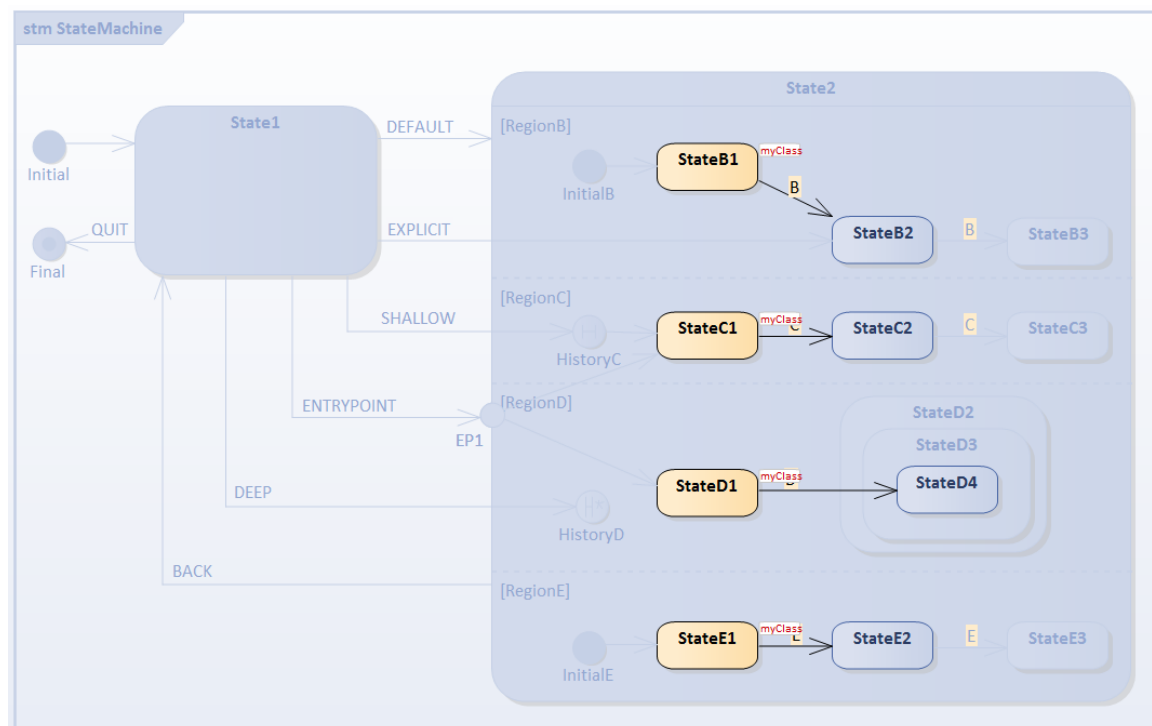 stm StateMachine
State2
State1
DEFAULT
[RegionB]
StateB1
myClass
Initial
InitialB
B
QUIT
EXPLICIT
StateB2
B
StateB3
Final
[RegionC]
SHALLOW
StateC1
myClass
C
StateC2
C
StateC3
HistoryC
ENTRYPOINT
[RegionD]
StateD2
EP1
StateD3
StateD1
myClass
StateD4
DEEP
HistoryD
BACK
[RegionE]
StateE1
myClass
E
StateE2
E
StateE3
InitialE